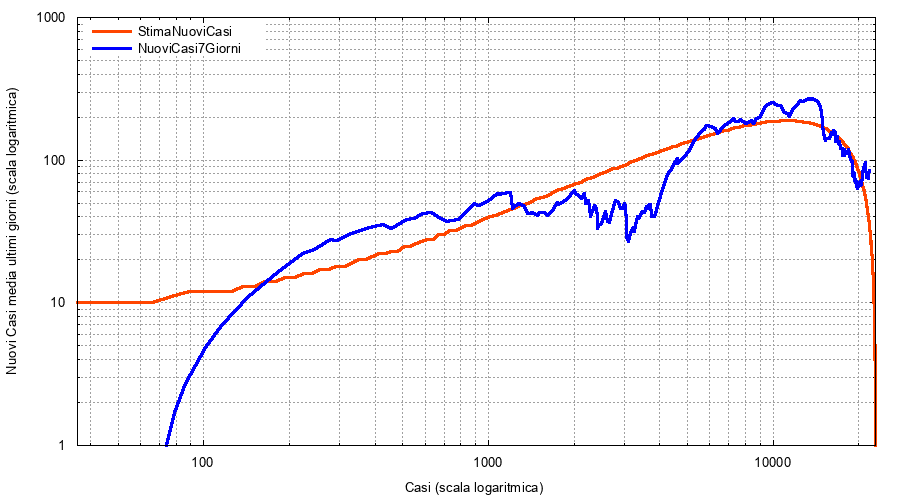 1000
StimaNuoviCasi
NuoviCasi7Giorni
100
10
1
100
1000
10000
Nuovi Casi media ultimi giorni (scala logaritmica)
Casi (scala logaritmica)